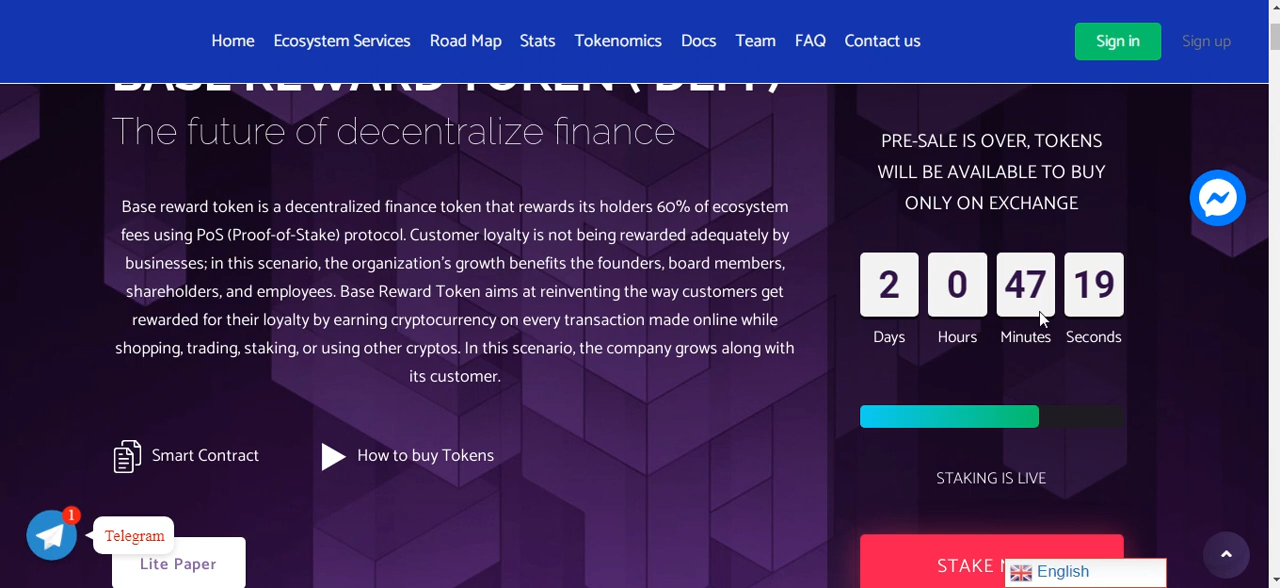 Home Ecosystem Services Road Map Stats Tokenomics Docs Team FAQ Contact us Sign in Sign up
BASE REWARD TOKEN ( DEFI )
The future of decentralize finance
Base reward token is a decentralized finance token that rewards its holders 60% of ecosystem
fees using PoS (Proof-of-Stake) protocol. Customer loyalty is not being rewarded adequately by
businesses; in this scenario, the organization's growth benefits the founders, board members,
shareholders, and employees. Base Reward Token aims at reinventing the way customers get
rewarded for their loyalty by earning cryptocurrency on every transaction made online while
shopping, trading, staking, or using other cryptos. In this scenario, the company grows along with
its customer.
Smart Contract How to buy Tokens
1
Telegram
Lite Paper
PRE-SALE IS OVER, TOKENS
WILL BE AVAILABLE TO BUY
ONLY ON EXCHANGE
2 0 47 19
Days Hours Minutes Seconds
STAKING IS LIVE
STAKE
English